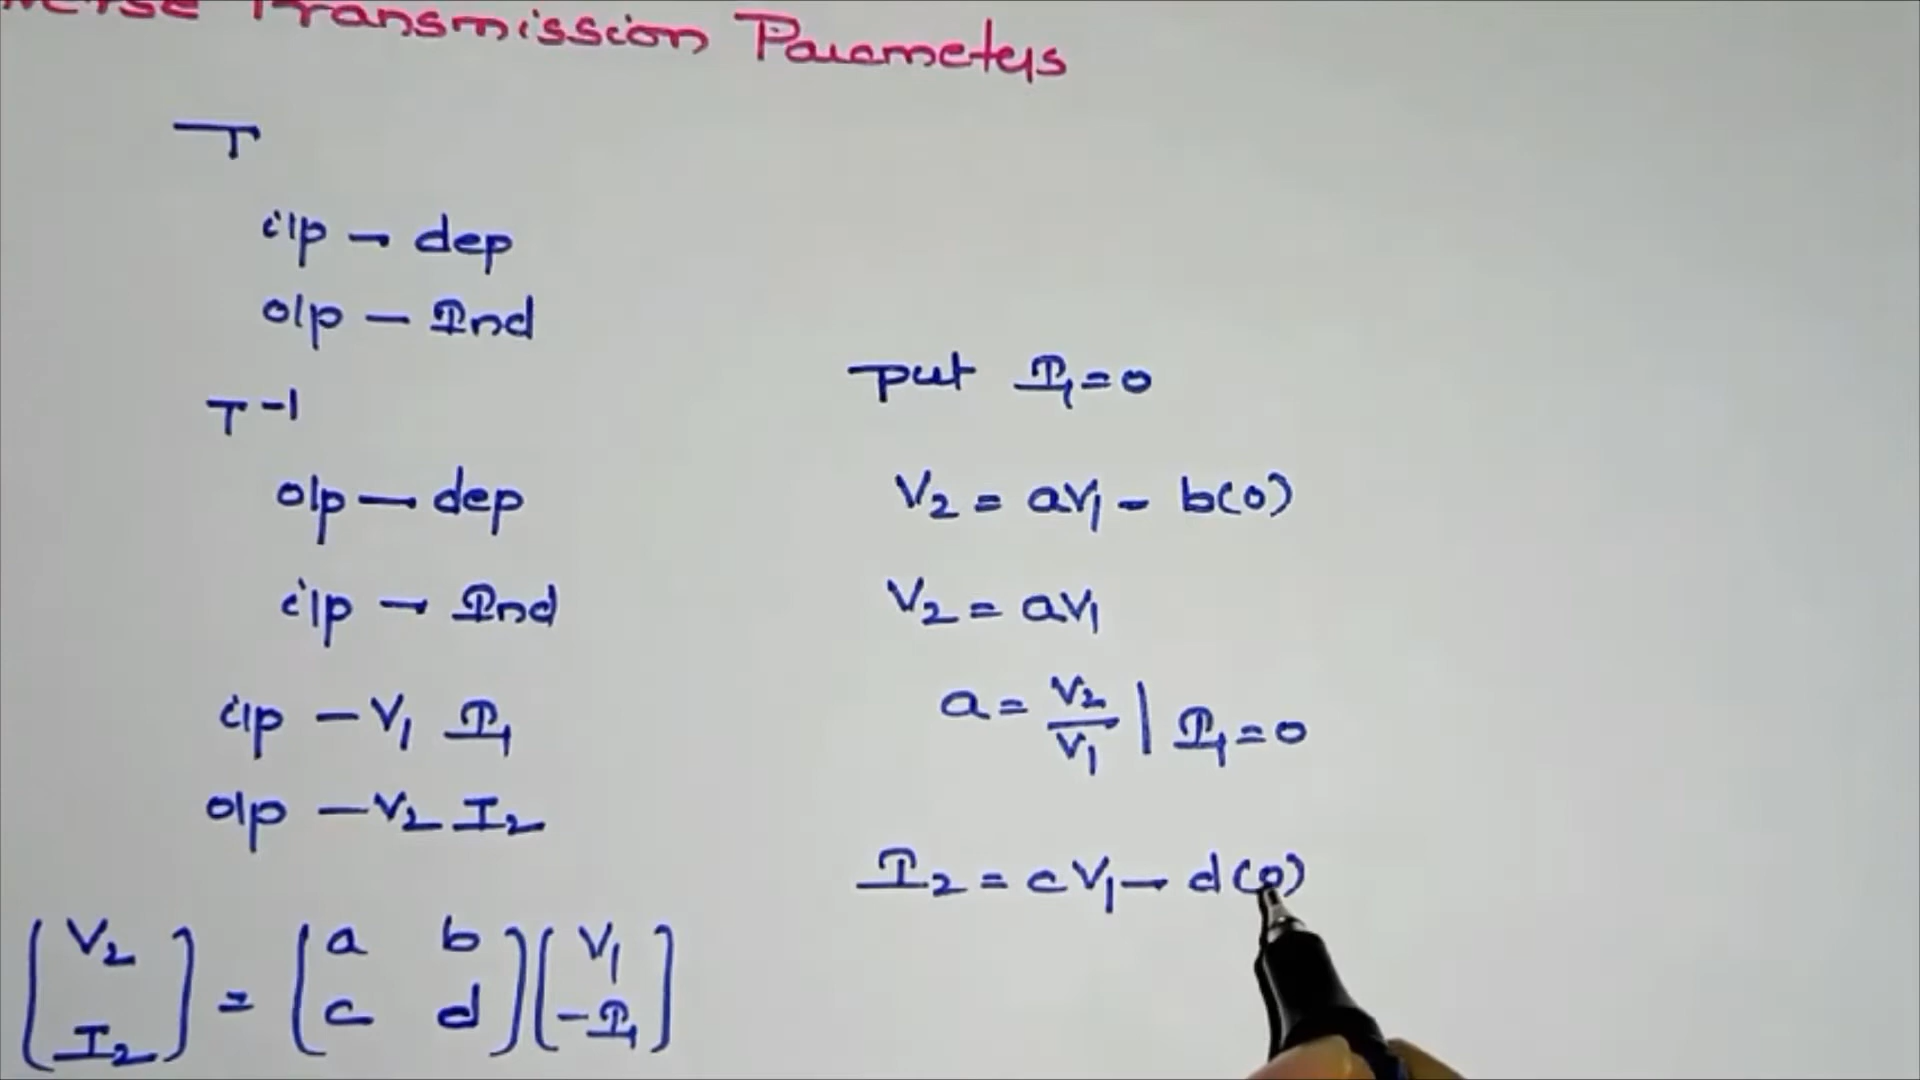 Transmission Parameters
T
i/p – dep
o/p – Ind
T⁻¹
o/p – dep
i/p – Ind
i/p – V₁ I₁
o/p – V₂ I₂
[V₂ I₂] = [a b c d] [V₁ -I₁]
put I₁=0
V₂ = aV₁ - b(0)
V₂ = aV₁
a = V₂/V₁ | I₁=0
I₂ = cV₁ – d(0)